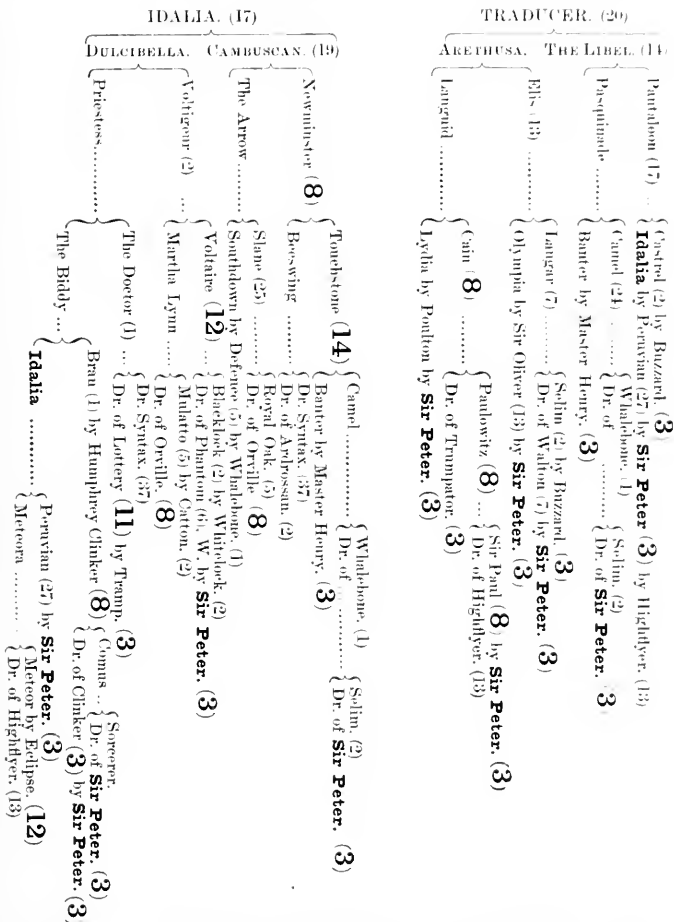 IDALIA. (17)
DULCIBELLA. CAMBUSCAN. (19)
Newminster (8)
The Arrow ........
Voltigeur (2) ...
Priestess............
Touchstone (14)
Beeswing .........
Slane (25) .........
Southdown by Defence (5) by Whalebone. (1)
Voltaire (12) ...
Martha Lynn .....
The Doctor (1) ...
The Biddy ...
Camel ...............
Whalebone. (1)
Dr. of ...............
Selim. (2)
Dr. of Sir Peter. (3)
Banter by Master Henry. (3)
Dr. Syntax. (37)
Dr. of Ardrossan. (2)
Royal Oak. (5)
Dr. of Orville (8)
Blacklock (2) by Whitelock. (2)
Dr. of Phantom (6), W. by Sir Peter. (3)
Mulatto (5) by Catton. (2)
Dr. of Orville. (8)
Dr. Syntax. (37)
Dr. of Lottery (11) by Tramp. (3)
Bran (1) by Humphrey Clinker (8)
Comus ...
Sorcerer.
Dr. of Sir Peter. (3)
Dr. of Clinker (3) by Sir Peter. (3)
Idalia .............
Peruvian (27) by Sir Peter. (3)
Meteora .........
Meteor by Eclipse. (12)
Dr. of Highflyer. (13)
TRADUCER. (20)
ARETHUSA. THE LIBEL. (14)
Pantaloon (17) ..
Pasquinade .......
Elis (13) ..........
Languid ...........
Castrel (2) by Buzzard. (3)
Idalia by Peruvian (27) by Sir Peter (3) by Highflyer. (13)
Camel (24) ......
Whalebone. (1)
Dr. of ...........
Selim. (2)
Dr. of Sir Peter. 3
Banter by Master Henry. (3)
Langar (7) ........
Selim (2) by Buzzard. (3)
Dr. of Walton (7) by Sir Peter. (3)
Olympia by Sir Oliver (13) by Sir Peter. (3)
Cain (8) .........
Paulowitz (8) ...
Sir Paul (8) by Sir Peter. (3)
Dr. of Highflyer. (13)
Dr. of Trumpator. (3)
Lydia by Poulton by Sir Peter. (3)